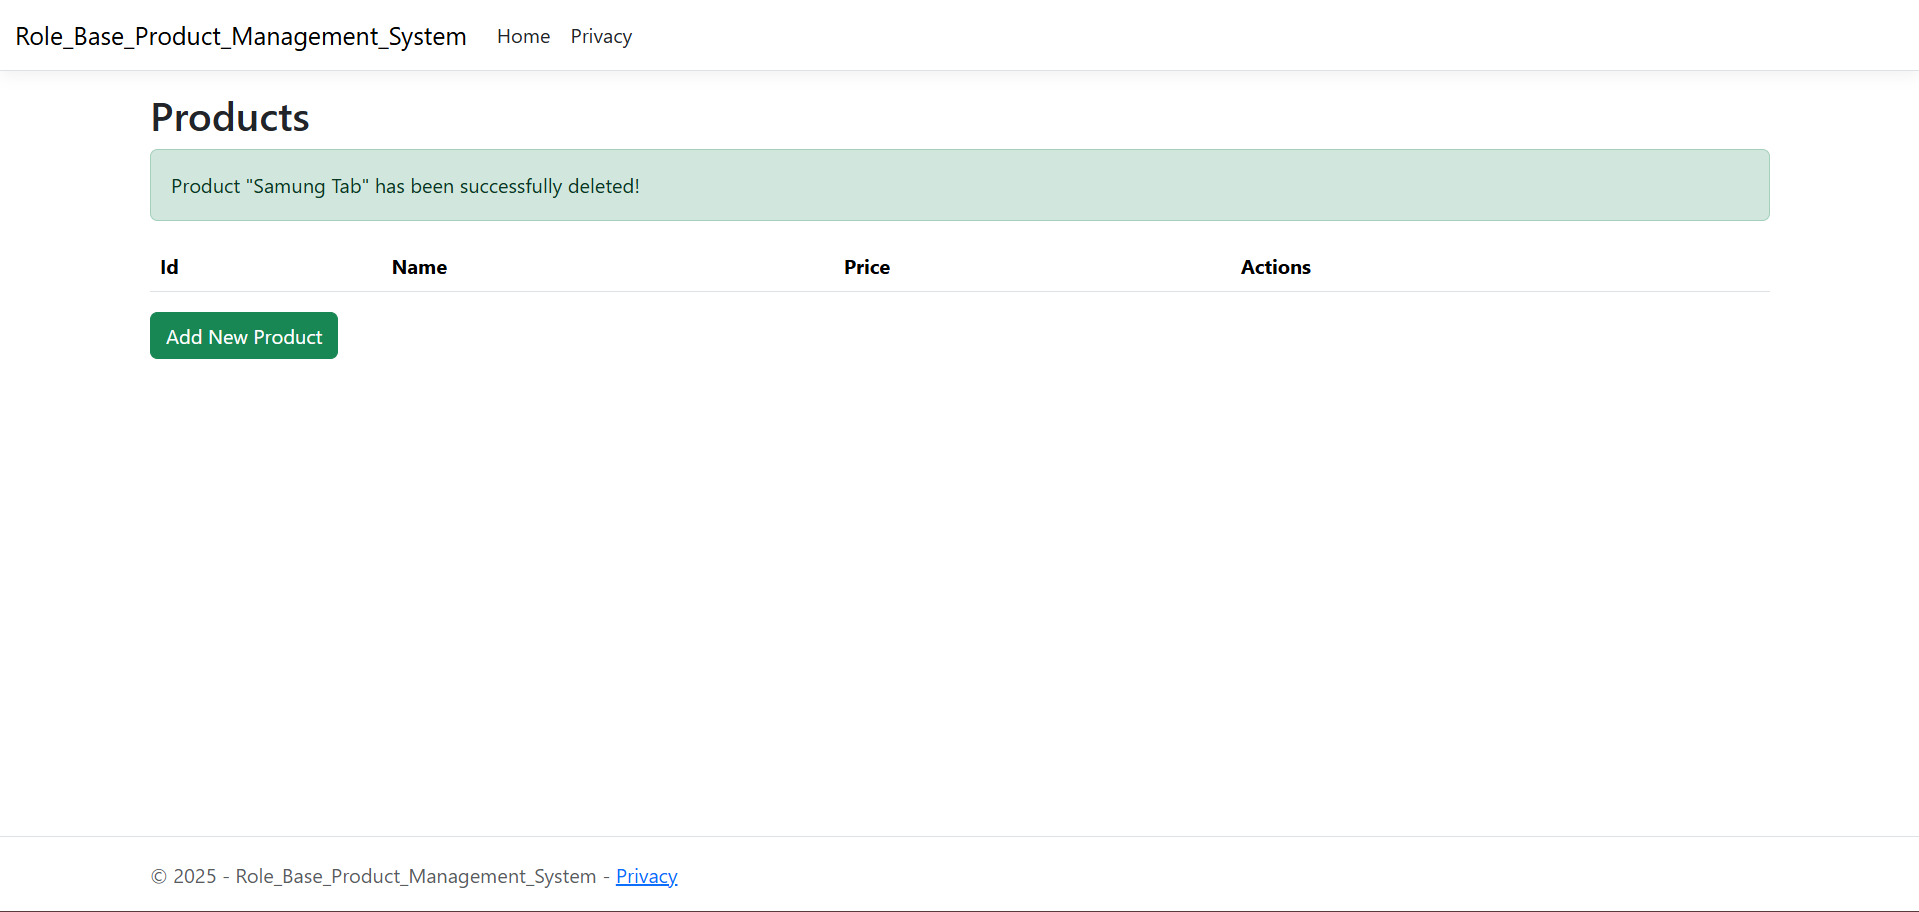 Role_Base_Product_Management_System Home Privacy
Products
Product "Samung Tab" has been successfully deleted!
Id Name Price Actions
Add New Product
© 2025 - Role_Base_Product_Management_System - Privacy